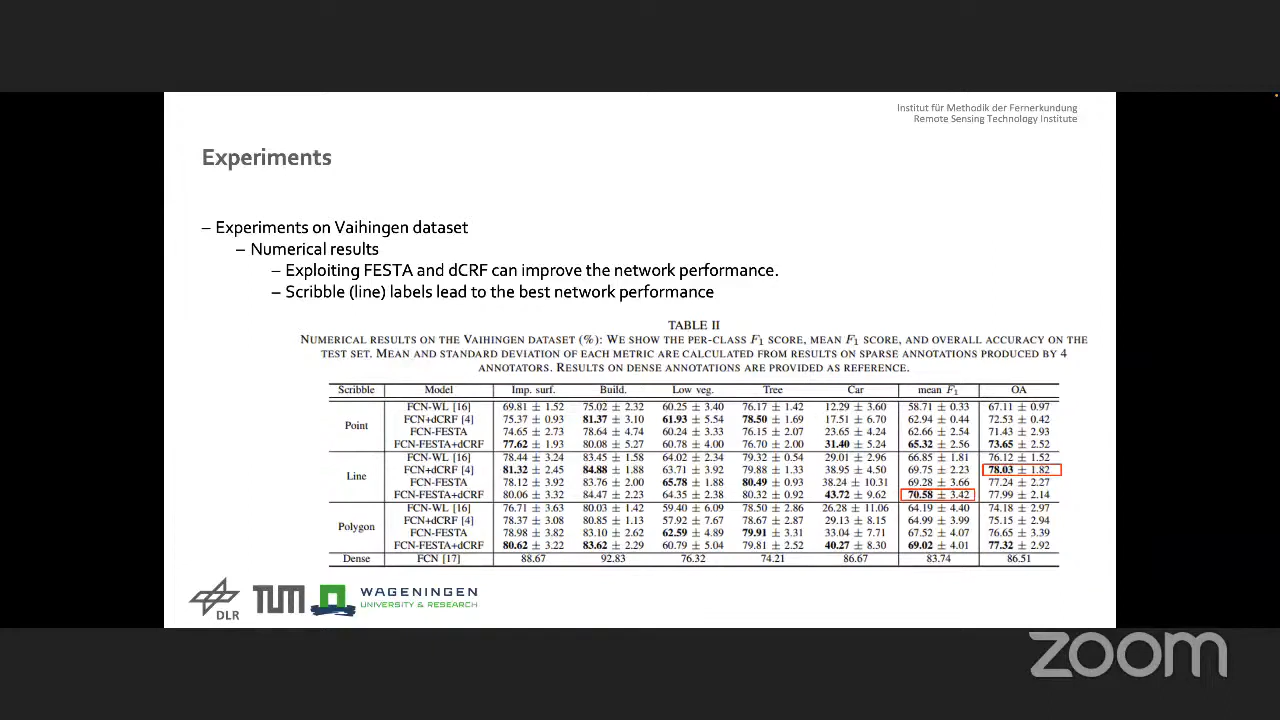 Institut für Methodik der Fernerkundung
Remote Sensing Technology Institute
Experiments
– Experiments on Vaihingen dataset
– Numerical results
– Exploiting FESTA and dCRF can improve the network performance.
– Scribble (line) labels lead to the best network performance
TABLE II
NUMERICAL RESULTS ON THE VAIHINGEN DATASET (%): WE SHOW THE PER-CLASS F1 SCORE, MEAN F1 SCORE, AND OVERALL ACCURACY ON THE
TEST SET. MEAN AND STANDARD DEVIATION OF EACH METRIC ARE CALCULATED FROM RESULTS ON SPARSE ANNOTATIONS PRODUCED BY 4
ANNOTATORS. RESULTS ON DENSE ANNOTATIONS ARE PROVIDED AS REFERENCE.
Scribble Model Imp. surf. Build. Low veg. Tree Car mean F1 OA
Point
FCN-WL [16] 69.81 ± 1.52 75.02 ± 2.32 60.25 ± 3.40 76.17 ± 1.42 12.29 ± 3.60 58.71 ± 0.33 67.11 ± 0.97
FCN+dCRF [4] 75.37 ± 0.93 81.37 ± 3.10 61.93 ± 5.54 78.50 ± 1.69 17.51 ± 6.70 62.94 ± 0.44 72.53 ± 0.42
FCN-FESTA 74.65 ± 2.73 78.64 ± 4.74 60.24 ± 3.33 76.15 ± 2.07 23.65 ± 4.24 62.66 ± 2.54 71.43 ± 2.93
FCN-FESTA+dCRF 77.62 ± 1.93 80.08 ± 5.27 60.78 ± 4.00 76.70 ± 2.00 31.40 ± 5.24 65.32 ± 2.56 73.65 ± 2.52
Line
FCN-WL [16] 78.44 ± 3.24 83.45 ± 1.58 64.02 ± 2.34 79.32 ± 0.54 29.01 ± 2.96 66.85 ± 1.81 76.12 ± 1.52
FCN+dCRF [4] 81.32 ± 2.45 84.88 ± 1.88 63.71 ± 3.92 79.88 ± 1.33 38.95 ± 4.50 69.75 ± 2.23 78.03 ± 1.82
FCN-FESTA 78.12 ± 3.92 83.76 ± 2.00 65.78 ± 1.88 80.49 ± 0.93 38.24 ± 10.31 69.28 ± 3.66 77.24 ± 2.27
FCN-FESTA+dCRF 80.06 ± 3.32 84.47 ± 2.23 64.35 ± 2.38 80.32 ± 0.92 43.72 ± 9.62 70.58 ± 3.42 77.99 ± 2.14
Polygon
FCN-WL [16] 76.71 ± 3.63 80.03 ± 1.42 59.40 ± 6.09 78.50 ± 2.86 26.28 ± 11.06 64.19 ± 4.40 74.18 ± 2.97
FCN+dCRF [4] 78.37 ± 3.08 80.85 ± 1.13 57.92 ± 7.67 78.67 ± 2.87 29.13 ± 8.15 64.99 ± 3.99 75.15 ± 2.94
FCN-FESTA 78.98 ± 3.82 83.10 ± 2.62 62.59 ± 4.89 79.91 ± 3.31 33.04 ± 7.71 67.52 ± 4.07 76.65 ± 3.39
FCN-FESTA+dCRF 80.62 ± 3.22 83.62 ± 2.29 60.79 ± 5.04 79.81 ± 2.52 40.27 ± 8.30 69.02 ± 4.01 77.32 ± 2.92
Dense FCN [17] 88.67 92.83 76.32 74.21 86.67 83.74 86.51
DLR
TUM
WAGENINGEN
UNIVERSITY & RESEARCH
zoom